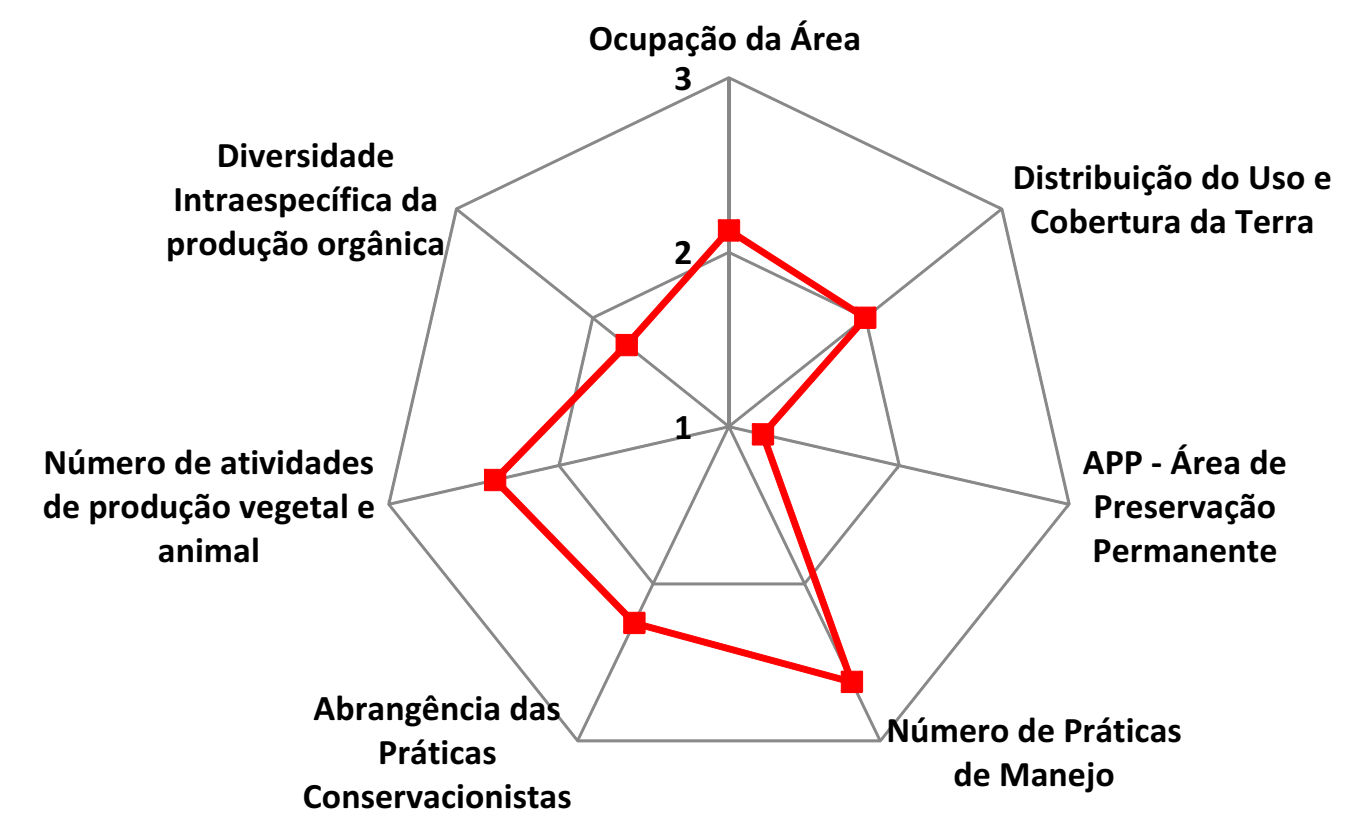 Ocupação da Área
3
Diversidade
Intraespecífica da
produção orgânica
Distribuição do Uso e
Cobertura da Terra
2
1
Número de atividades
de produção vegetal e
animal
APP - Área de
Preservação
Permanente
Abrangência das
Práticas
Conservacionistas
Número de Práticas
de Manejo